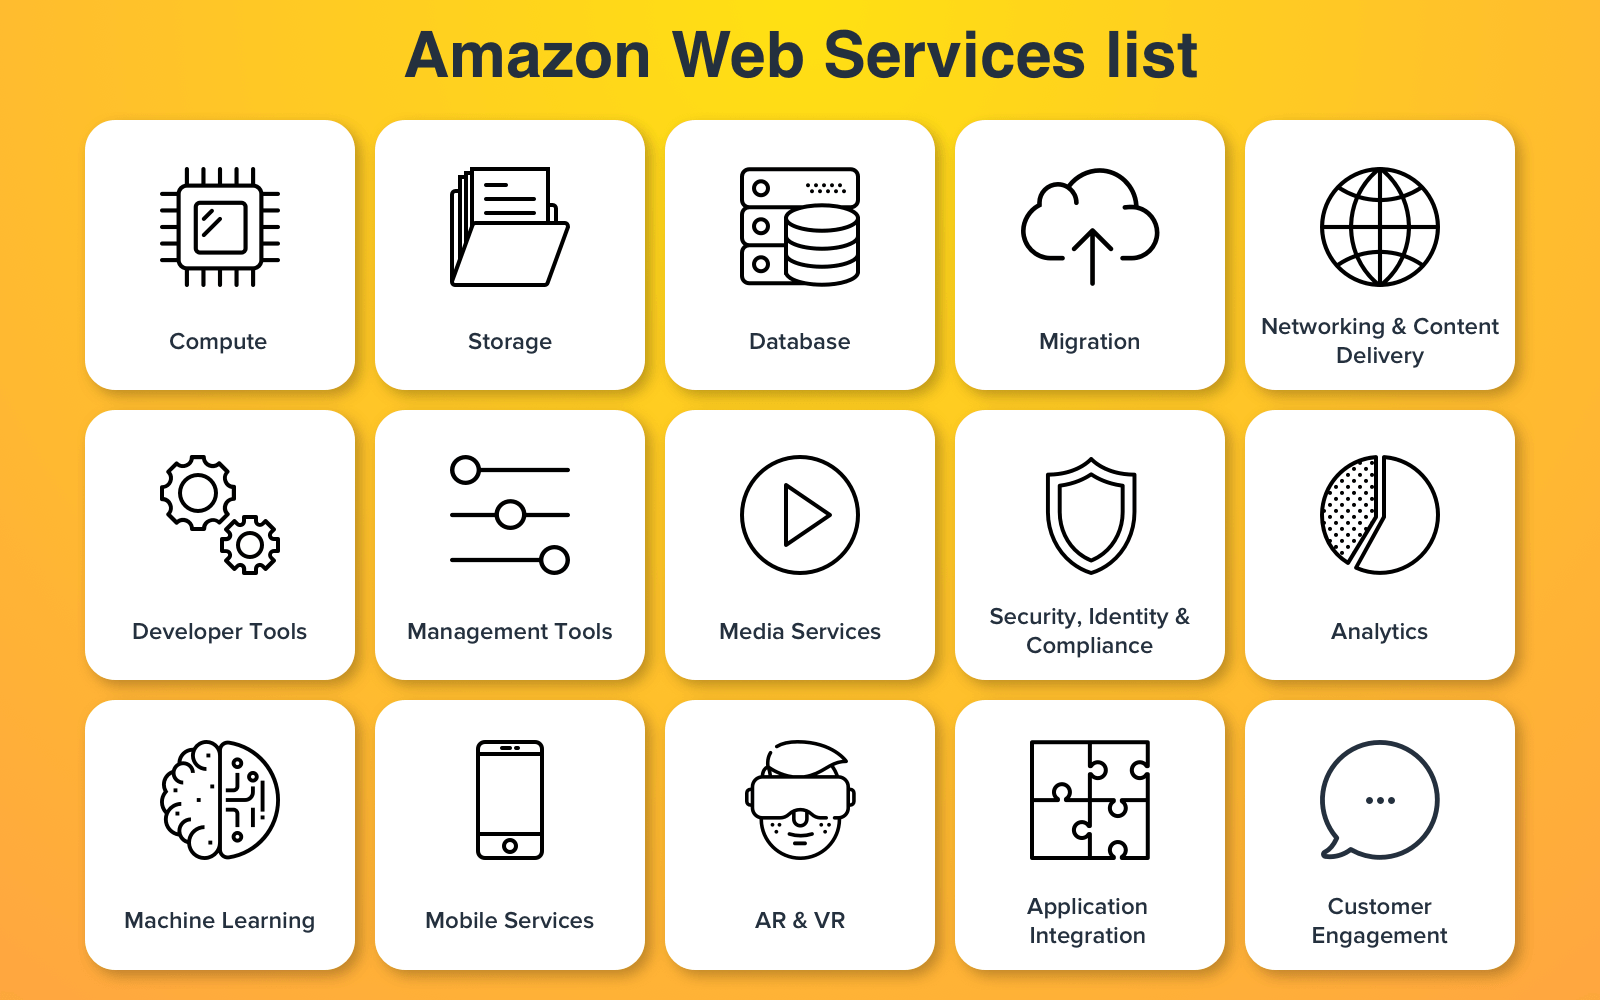 Amazon Web Services list
Compute
Storage
Database
Migration
Networking & Content
Delivery
Developer Tools
Management Tools
Media Services
Security, Identity &
Compliance
Analytics
Machine Learning
Mobile Services
AR & VR
Application
Integration
Customer
Engagement